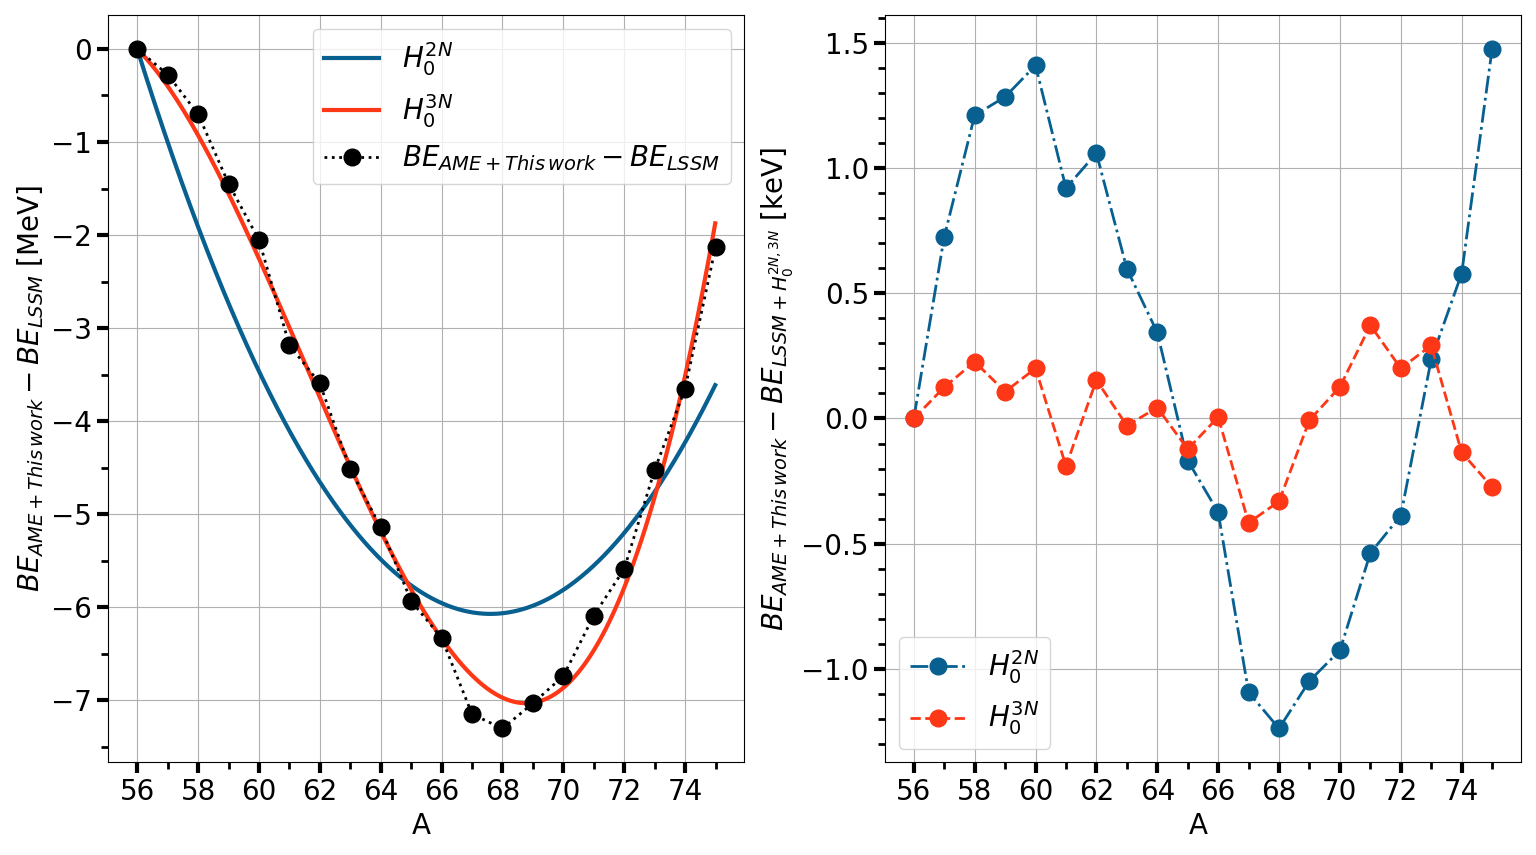 0
−1
−2
−3
−4
−5
−6
−7
BE_{AME + This work} − BE_{LSSM} [MeV]
H_0^{2N}
H_0^{3N}
BE_{AME + This work} − BE_{LSSM}
56 58 60 62 64 66 68 70 72 74
A
1.5
1.0
0.5
0.0
−0.5
−1.0
BE_{AME + This work} − BE_{LSSM + H_0^{2N, 3N}} [keV]
H_0^{2N}
H_0^{3N}
56 58 60 62 64 66 68 70 72 74
A